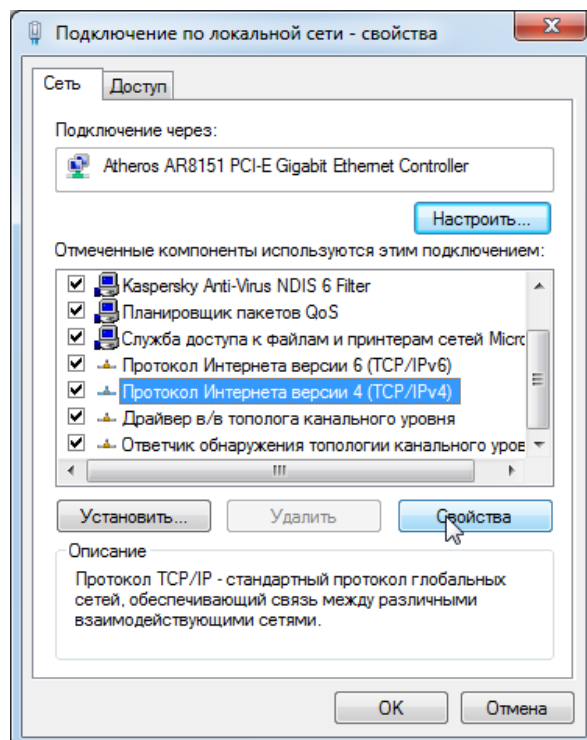 Подключение по локальной сети - свойства
Сеть
Доступ
Подключение через:
Atheros AR8151 PCI-E Gigabit Ethernet Controller
Настроить...
Отмеченные компоненты используются этим подключением:
Kaspersky Anti-Virus NDIS 6 Filter
Планировщик пакетов QoS
Служба доступа к файлам и принтерам сетей Micro
Протокол Интернета версии 6 (TCP/IPv6)
Протокол Интернета версии 4 (TCP/IPv4)
Драйвер в/в тополога канального уровня
Ответчик обнаружения топологии канального уров
Установить...
Удалить
Свойства
Описание
Протокол TCP/IP - стандартный протокол глобальных
сетей, обеспечивающий связь между различными
взаимодействующими сетями.
OK
Отмена